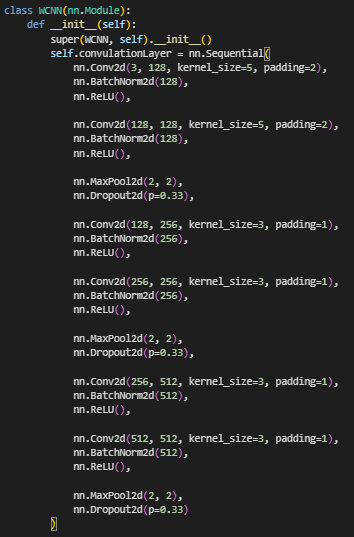 class WCNN(nn.Module):
    def __init__(self):
        super(WCNN, self).__init__()
        self.convulationLayer = nn.Sequential(
            nn.Conv2d(3, 128, kernel_size=5, padding=2),
            nn.BatchNorm2d(128),
            nn.ReLU(),

            nn.Conv2d(128, 128, kernel_size=5, padding=2),
            nn.BatchNorm2d(128),
            nn.ReLU(),

            nn.MaxPool2d(2, 2),
            nn.Dropout2d(p=0.33),

            nn.Conv2d(128, 256, kernel_size=3, padding=1),
            nn.BatchNorm2d(256),
            nn.ReLU(),

            nn.Conv2d(256, 256, kernel_size=3, padding=1),
            nn.BatchNorm2d(256),
            nn.ReLU(),

            nn.MaxPool2d(2, 2),
            nn.Dropout2d(p=0.33),

            nn.Conv2d(256, 512, kernel_size=3, padding=1),
            nn.BatchNorm2d(512),
            nn.ReLU(),

            nn.Conv2d(512, 512, kernel_size=3, padding=1),
            nn.BatchNorm2d(512),
            nn.ReLU(),

            nn.MaxPool2d(2, 2),
            nn.Dropout2d(p=0.33)
        )